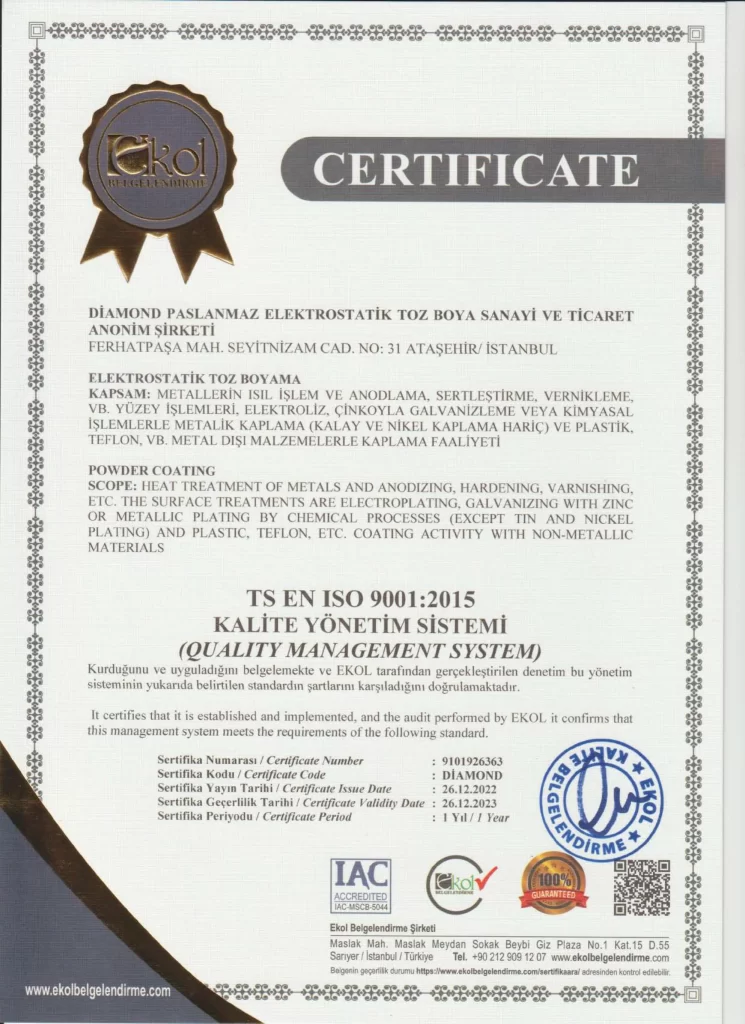 Ekol
BELGELENDİRME
CERTIFICATE
DİAMOND PASLANMAZ ELEKTROSTATİK TOZ BOYA SANAYİ VE TİCARET
ANONİM ŞİRKETİ
FERHATPAŞA MAH. SEYİTNİZAM CAD. NO: 31 ATAŞEHİR/ İSTANBUL
ELEKTROSTATİK TOZ BOYAMA
KAPSAM: METALLERİN ISIL İŞLEM VE ANODLAMA, SERTLEŞTİRME, VERNİKLEME,
VB. YÜZEY İŞLEMLERİ, ELEKTROLİZ, ÇİNKOYLA GALVANİZLEME VEYA KİMYASAL
İŞLEMLERLE METALİK KAPLAMA (KALAY VE NİKEL KAPLAMA HARİÇ) VE PLASTİK,
TEFLON, VB. METAL DIŞI MALZEMELERLE KAPLAMA FAALİYETİ
POWDER COATING
SCOPE: HEAT TREATMENT OF METALS AND ANODIZING, HARDENING, VARNISHING,
ETC. THE SURFACE TREATMENTS ARE ELECTROPLATING, GALVANIZING WITH ZINC
OR METALLIC PLATING BY CHEMICAL PROCESSES (EXCEPT TIN AND NICKEL
PLATING) AND PLASTIC, TEFLON, ETC. COATING ACTIVITY WITH NON-METALLIC
MATERIALS
TS EN ISO 9001:2015
KALİTE YÖNETİM SİSTEMİ
(QUALITY MANAGEMENT SYSTEM)
Kurduğunu ve uyguladığını belgelemekte ve EKOL tarafından gerçekleştirilen denetim bu yönetim
sisteminin yukarıda belirtilen standardın şartlarını karşıladığını doğrulamaktadır.
It certifies that it is established and implemented, and the audit performed by EKOL it confirms that
this management system meets the requirements of the following standard.
Sertifika Numarası / Certificate Number : 9101926363
Sertifika Kodu / Certificate Code : DİAMOND
Sertifika Yayın Tarihi / Certificate Issue Date : 26.12.2022
Sertifika Geçerlilik Tarihi / Certificate Validity Date : 26.12.2023
Sertifika Periyodu / Certificate Period : 1 Yıl / 1 Year
EKOL KALİTE BELGELENDİRME
IAC
ACCREDITED
IAC-MSCB-5044
Ekol
BELGELENDİRME
100%
GUARANTEED
Ekol Belgelendirme Şirketi
Maslak Mah. Maslak Meydan Sokak Beybi Giz Plaza No.1 Kat.15 D.55
Sarıyer / İstanbul / Türkiye Tel. +90 212 909 12 07 www.ekolbelgelendirme.com
Belgenin geçertilik durumu https://www.ekolbelgelendirme.com/sertifikaara/ adresinden kontrol edilebilir.
www.ekolbelgelendirme.com